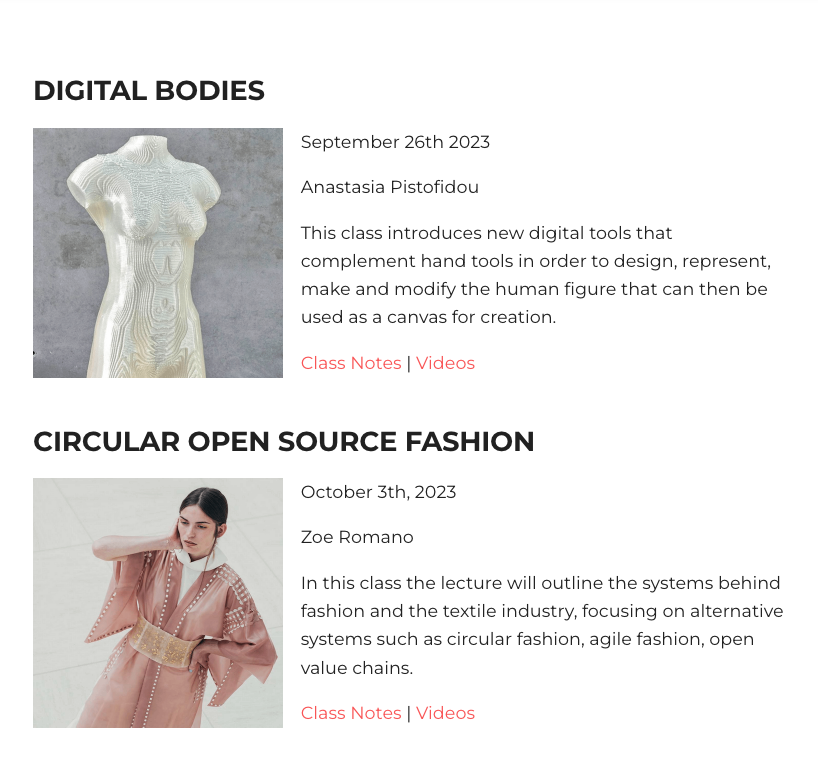 DIGITAL BODIES
September 26th 2023
Anastasia Pistofidou
This class introduces new digital tools that
complement hand tools in order to design, represent,
make and modify the human figure that can then be
used as a canvas for creation.
Class Notes | Videos
CIRCULAR OPEN SOURCE FASHION
October 3th, 2023
Zoe Romano
In this class the lecture will outline the systems behind
fashion and the textile industry, focusing on alternative
systems such as circular fashion, agile fashion, open
value chains.
Class Notes | Videos